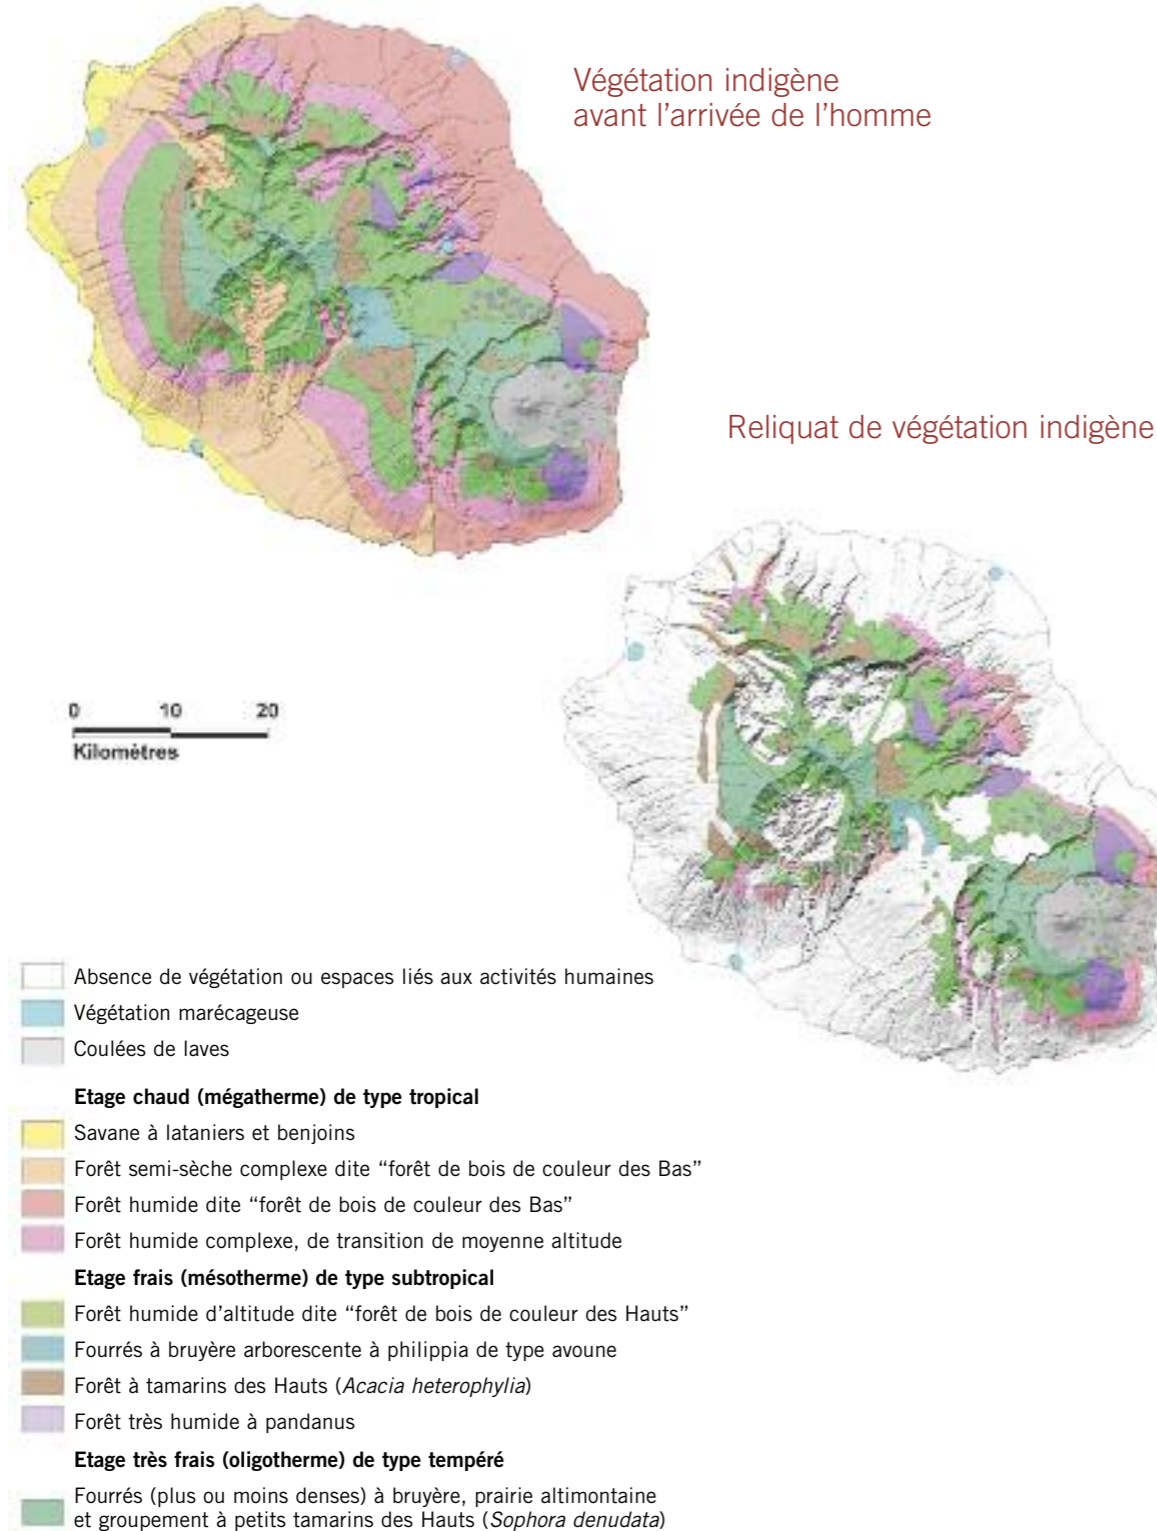 Végétation indigène
avant l’arrivée de l’homme
Reliquat de végétation indigène
0 10 20
Kilomètres
Absence de végétation ou espaces liés aux activités humaines
Végétation marécageuse
Coulées de laves
Etage chaud (mégatherme) de type tropical
Savane à lataniers et benjoins
Forêt semi-sèche complexe dite “forêt de bois de couleur des Bas”
Forêt humide dite “forêt de bois de couleur des Bas”
Forêt humide complexe, de transition de moyenne altitude
Etage frais (mésotherme) de type subtropical
Forêt humide d’altitude dite “forêt de bois de couleur des Hauts”
Fourrés à bruyère arborescente à philippia de type avoune
Forêt à tamarins des Hauts (Acacia heterophylia)
Forêt très humide à pandanus
Etage très frais (oligotherme) de type tempéré
Fourrés (plus ou moins denses) à bruyère, prairie altimontaine
et groupement à petits tamarins des Hauts (Sophora denudata)